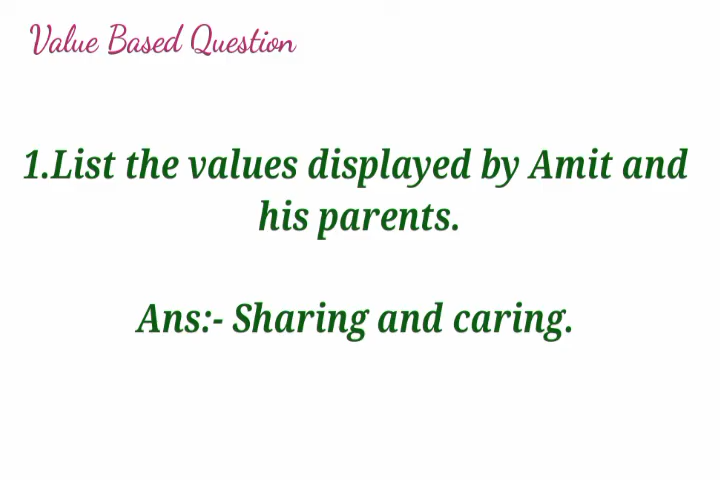 Value Based Question
1.List the values displayed by Amit and
his parents.
Ans:- Sharing and caring.